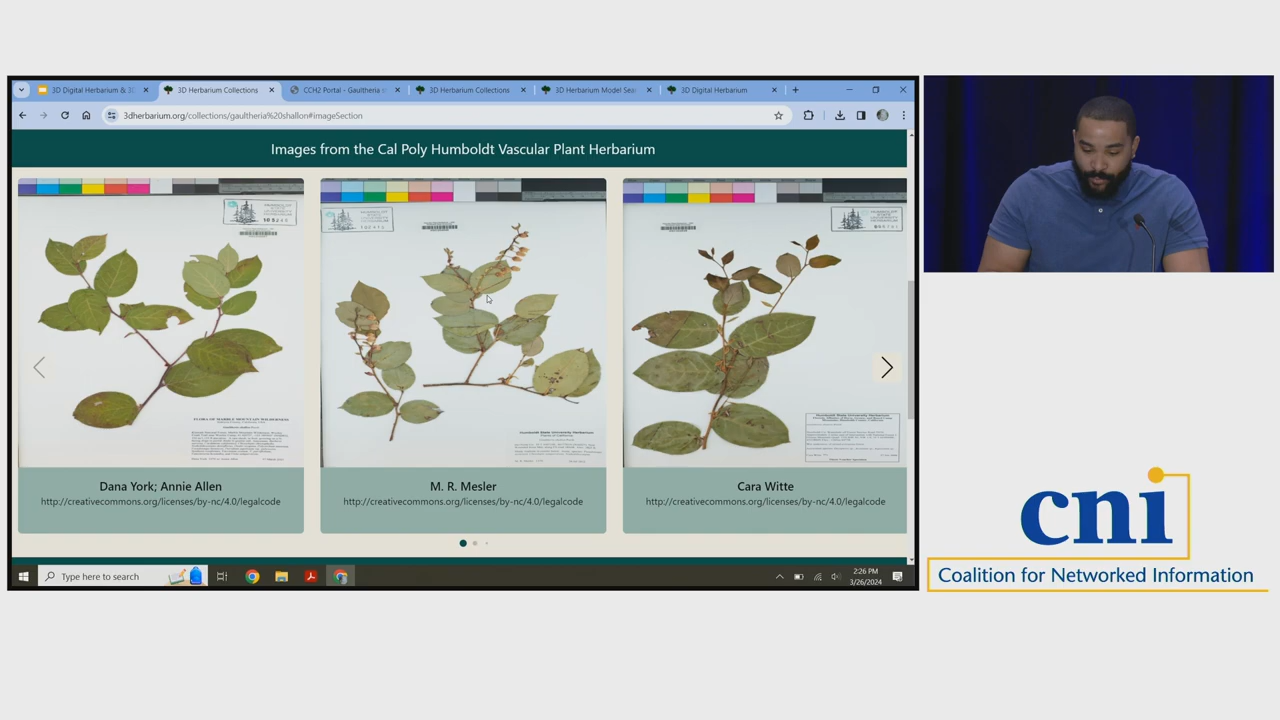 3D Digital Herbarium & 3D
3D Herbarium Collections
CCH2 Portal - Gaultheria s
3D Herbarium Collections
3D Herbarium Model Sea
3D Digital Herbarium
3dherbarium.org/collections/gaultheria%20shallon#imageSection
Images from the Cal Poly Humboldt Vascular Plant Herbarium
Dana York; Annie Allen
http://creativecommons.org/licenses/by-nc/4.0/legalcode
M. R. Mesler
http://creativecommons.org/licenses/by-nc/4.0/legalcode
Cara Witte
http://creativecommons.org/licenses/by-nc/4.0/legalcode
Type here to search
2:26 PM
3/26/2024
cni
Coalition for Networked Information